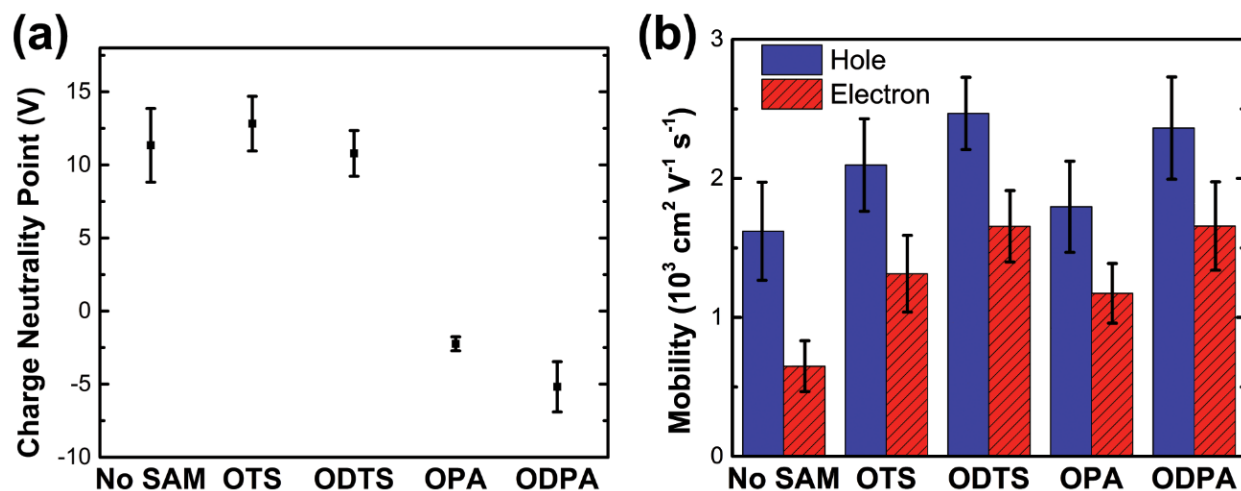 (a)
Charge Neutrality Point (V)
15
10
5
0
-5
-10
No SAM OTS ODTS OPA ODPA
(b)
Mobility (10³ cm² V⁻¹ s⁻¹)
3
2
1
0
Hole
Electron
No SAM OTS ODTS OPA ODPA